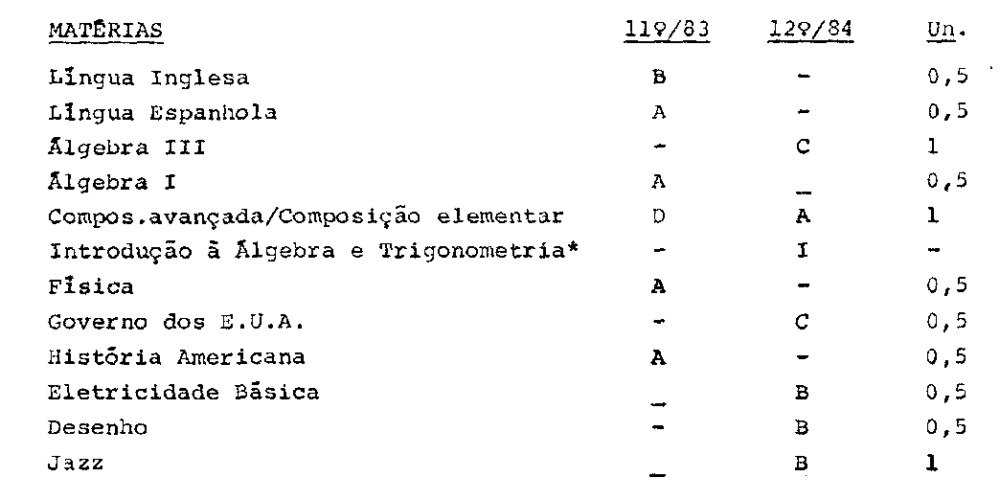 MATÉRIAS 11º/83 12º/84 Un.
Língua Inglesa B - 0,5
Língua Espanhola A - 0,5
Álgebra III - C 1
Álgebra I A _ 0,5
Compos.avançada/Composição elementar D A 1
Introdução à Álgebra e Trigonometria* - I -
Física A - 0,5
Governo dos E.U.A. - C 0,5
História Americana A - 0,5
Eletricidade Básica _ B 0,5
Desenho - B 0,5
Jazz _ B 1